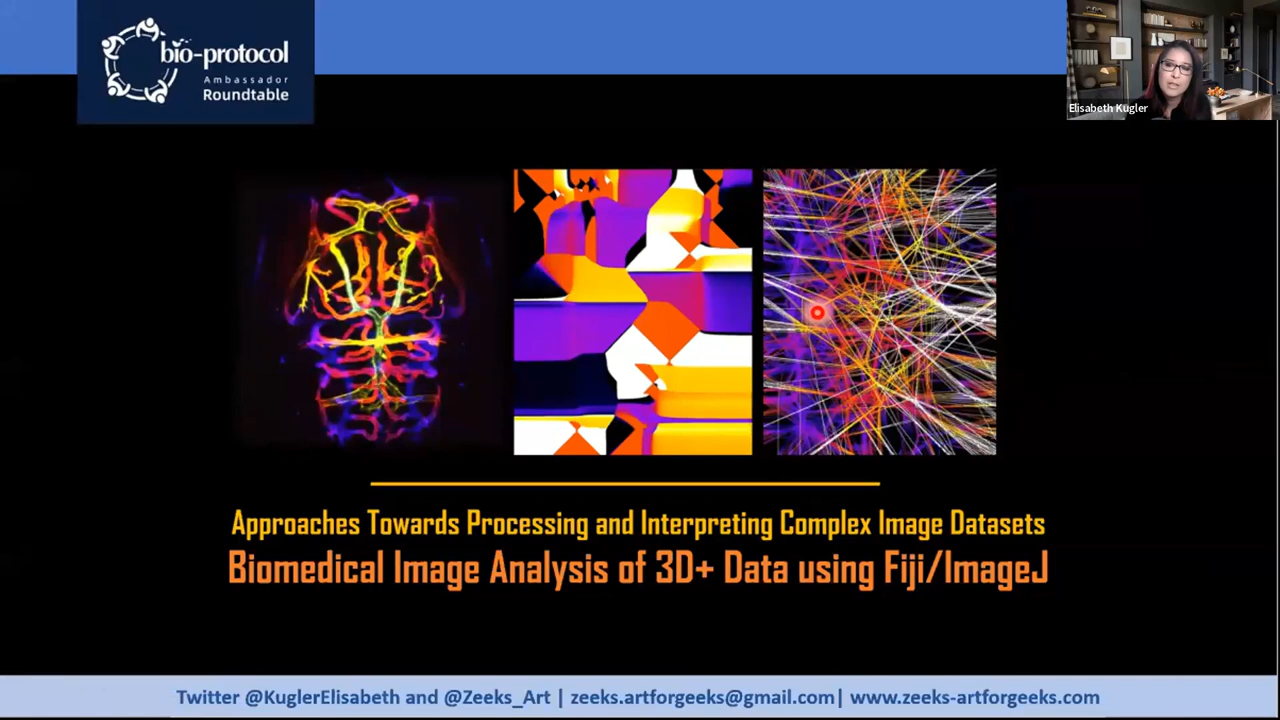 bio-protocol
Ambassador
Roundtable
Elisabeth Kugler
Approaches Towards Processing and Interpreting Complex Image Datasets
Biomedical Image Analysis of 3D+ Data using Fiji/ImageJ
Twitter @KuglerElisabeth and @Zeeks_Art | zeeks.artforgeeks@gmail.com| www.zeeks-artforgeeks.com